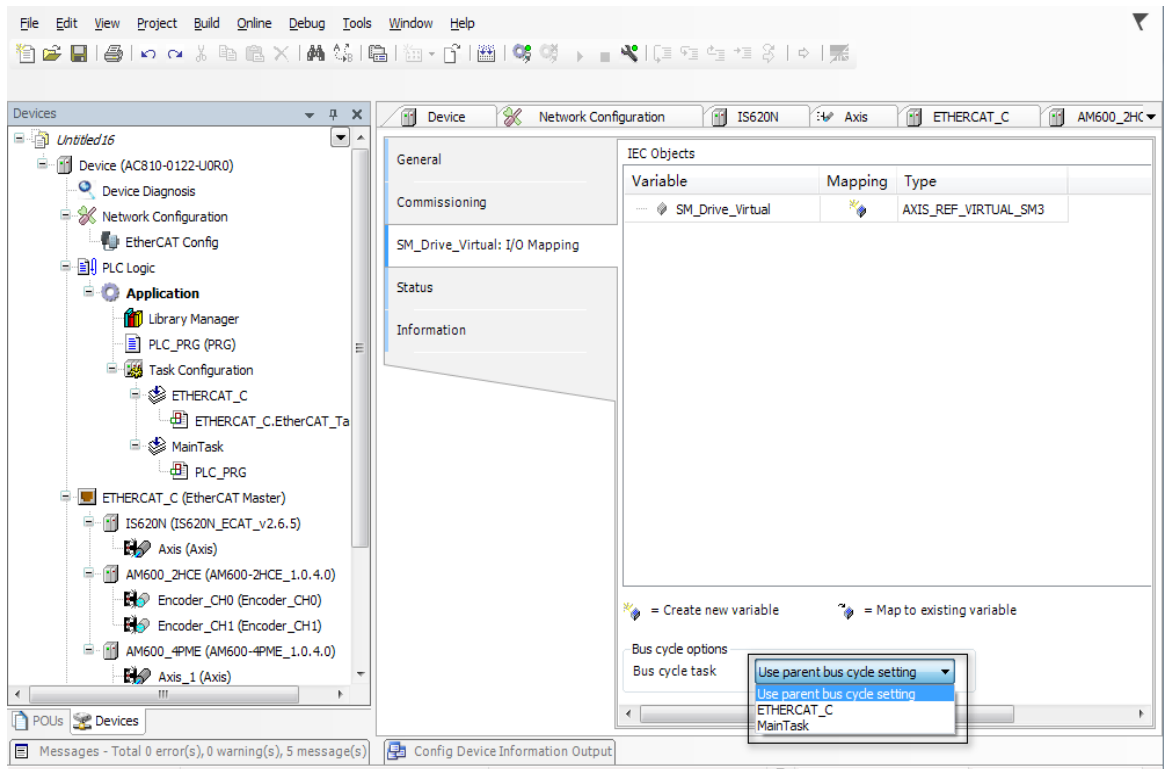 File Edit View Project Build Online Debug Tools Window Help
Devices
Untitled16
Device (AC810-0122-U0R0)
Device Diagnosis
Network Configuration
EtherCAT Config
PLC Logic
Application
Library Manager
PLC_PRG (PRG)
Task Configuration
ETHERCAT_C
ETHERCAT_C.EtherCAT_Ta
MainTask
PLC_PRG
ETHERCAT_C (EtherCAT Master)
IS620N (IS620N_ECAT_v2.6.5)
Axis (Axis)
AM600_2HCE (AM600-2HCE_1.0.4.0)
Encoder_CH0 (Encoder_CH0)
Encoder_CH1 (Encoder_CH1)
AM600_4PME (AM600-4PME_1.0.4.0)
Axis_1 (Axis)
POUs Devices
Device Network Configuration IS620N Axis ETHERCAT_C AM600_2HC
General
Commissioning
SM_Drive_Virtual: I/O Mapping
Status
Information
IEC Objects
Variable Mapping Type
SM_Drive_Virtual AXIS_REF_VIRTUAL_SM3
= Create new variable = Map to existing variable
Bus cycle options
Bus cycle task Use parent bus cycle setting
Use parent bus cycle setting
ETHERCAT_C
MainTask
Messages - Total 0 error(s), 0 warning(s), 5 message(s) Config Device Information Output